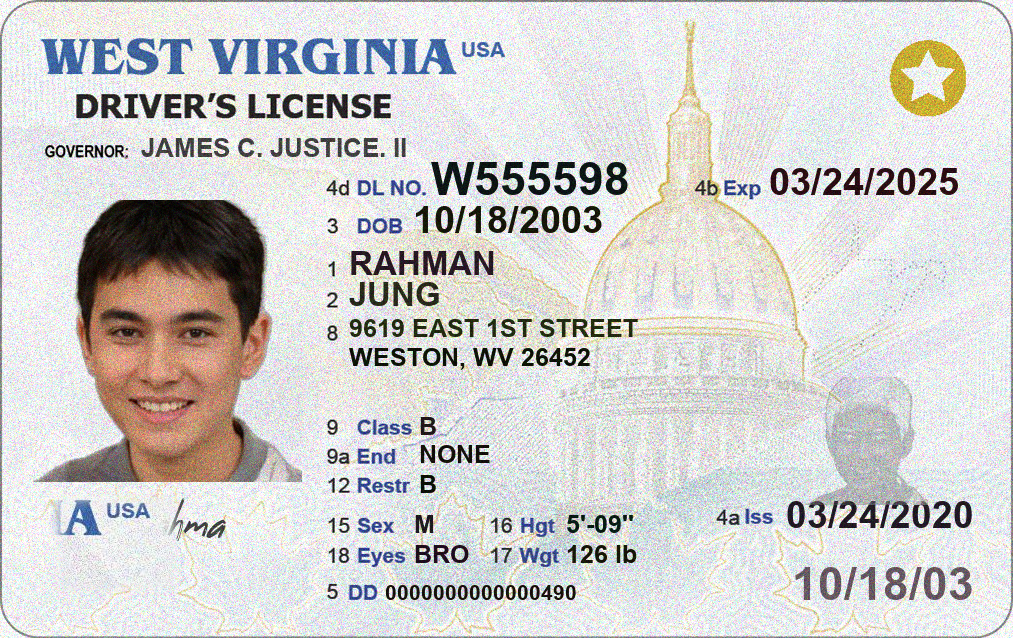 WEST VIRGINIA USA
DRIVER'S LICENSE
GOVERNOR: JAMES C. JUSTICE. II
4d DL NO. W555598 4b Exp 03/24/2025
3 DOB 10/18/2003
1 RAHMAN
2 JUNG
8 9619 EAST 1ST STREET
WESTON, WV 26452
9 Class B
9a End NONE
12 Restr B
15 Sex M 16 Hgt 5'-09" 4a Iss 03/24/2020
18 Eyes BRO 17 Wgt 126 lb
5 DD 0000000000000490
10/18/03
IA USA hma